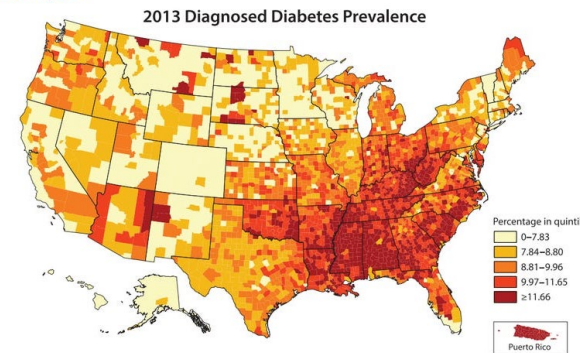 2013 Diagnosed Diabetes Prevalence
Percentage in quinti
0–7.83
7.84–8.80
8.81–9.96
9.97–11.65
≥11.66
Puerto Rico